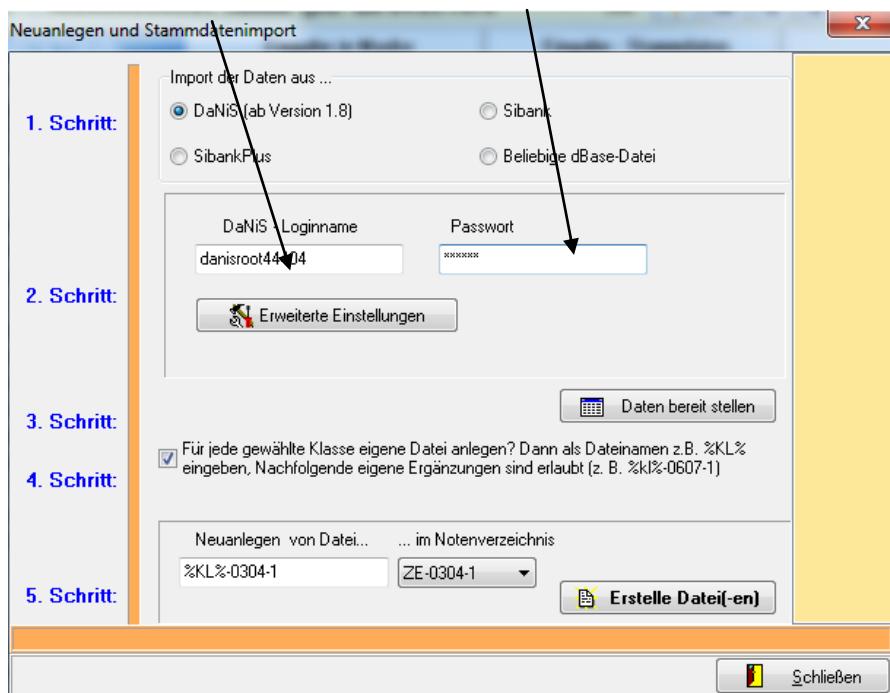 Neuanlegen und Stammdatenimport
Import der Daten aus ...
1. Schritt:
DaNiS (ab Version 1.8)
Sibank
SibankPlus
Beliebige dBase-Datei
DaNiS - Loginname
Passwort
******
2. Schritt:
Erweiterte Einstellungen
Daten bereit stellen
3. Schritt:
Für jede gewählte Klasse eigene Datei anlegen? Dann als Dateinamen z.B. %KL%
eingeben, Nachfolgende eigene Ergänzungen sind erlaubt (z. B. %kl%-0607-1)
4. Schritt:
Neuanlegen von Datei...
... im Notenverzeichnis
%KL%-0304-1
ZE-0304-1
5. Schritt:
Erstelle Datei(-en)
Schließen